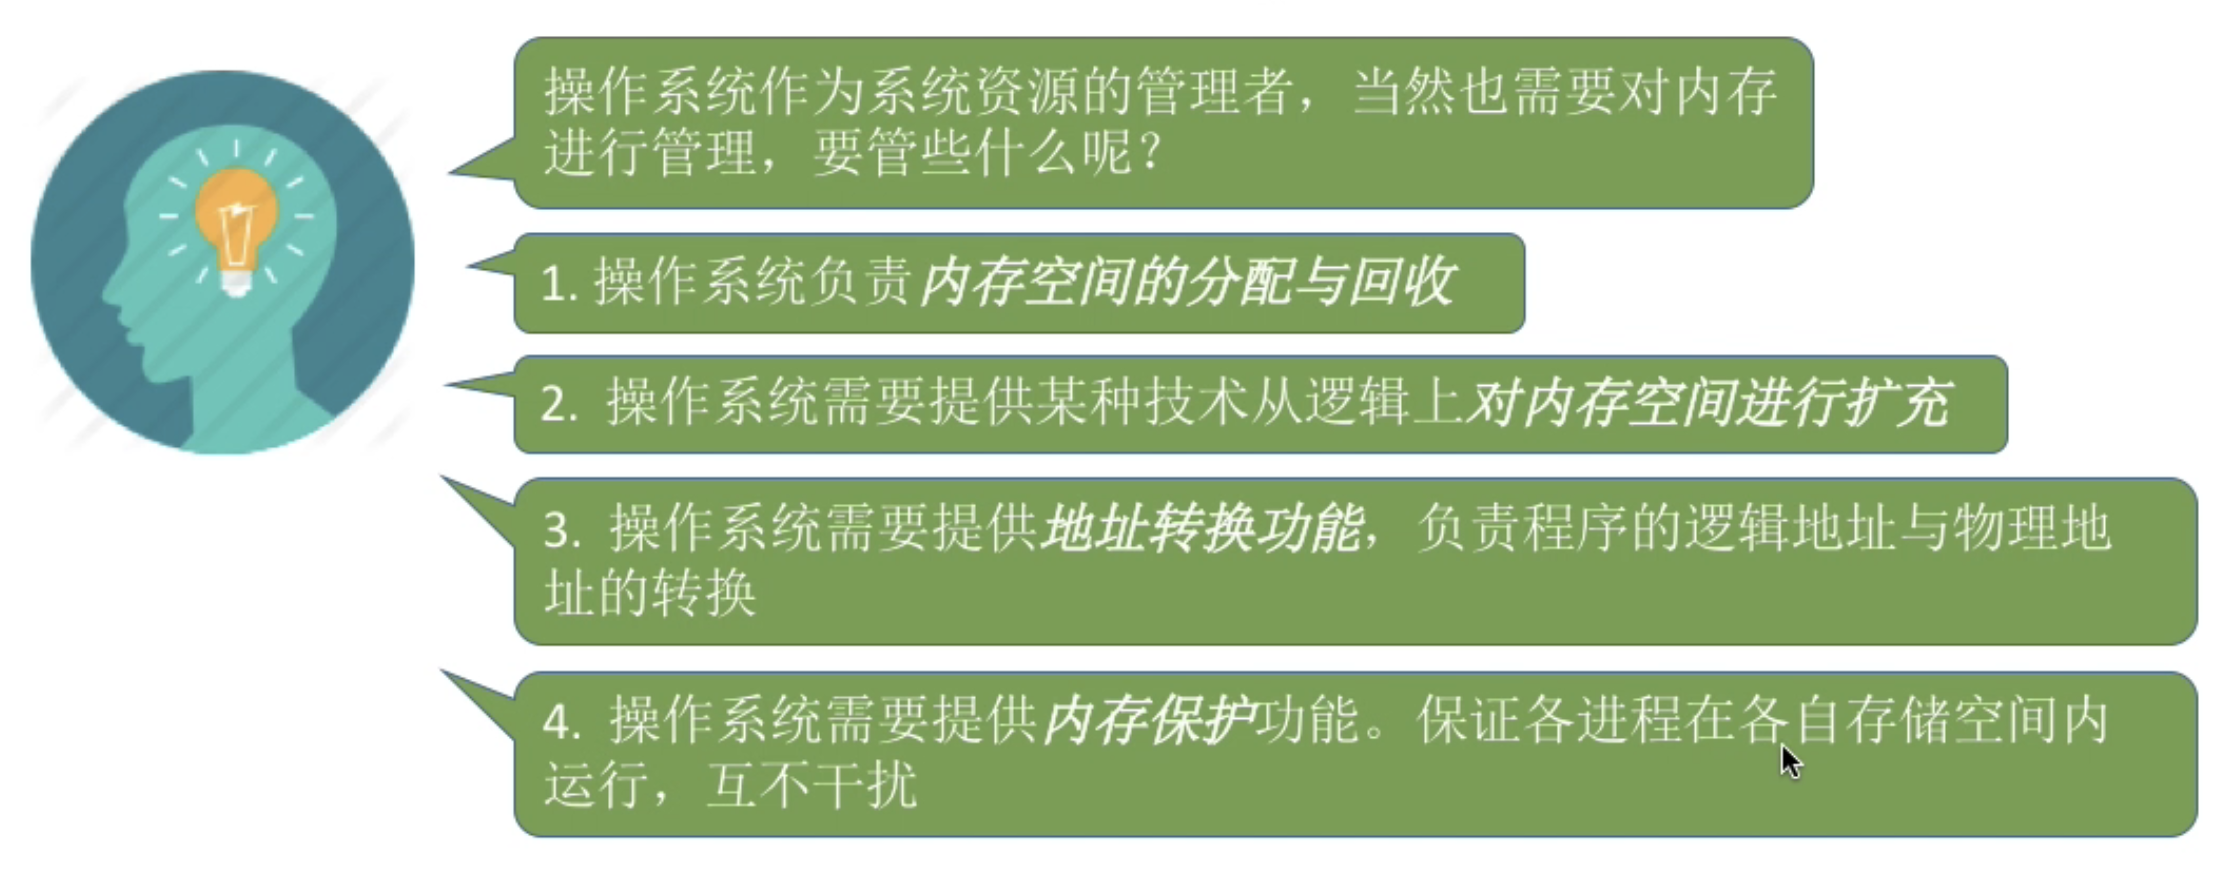 操作系统作为系统资源的管理者，当然也需要对内存
进行管理，要管些什么呢？
1. 操作系统负责内存空间的分配与回收
2. 操作系统需要提供某种技术从逻辑上对内存空间进行扩充
3. 操作系统需要提供地址转换功能，负责程序的逻辑地址与物理地
址的转换
4. 操作系统需要提供内存保护功能。保证各进程在各自存储空间内
运行，互不干扰